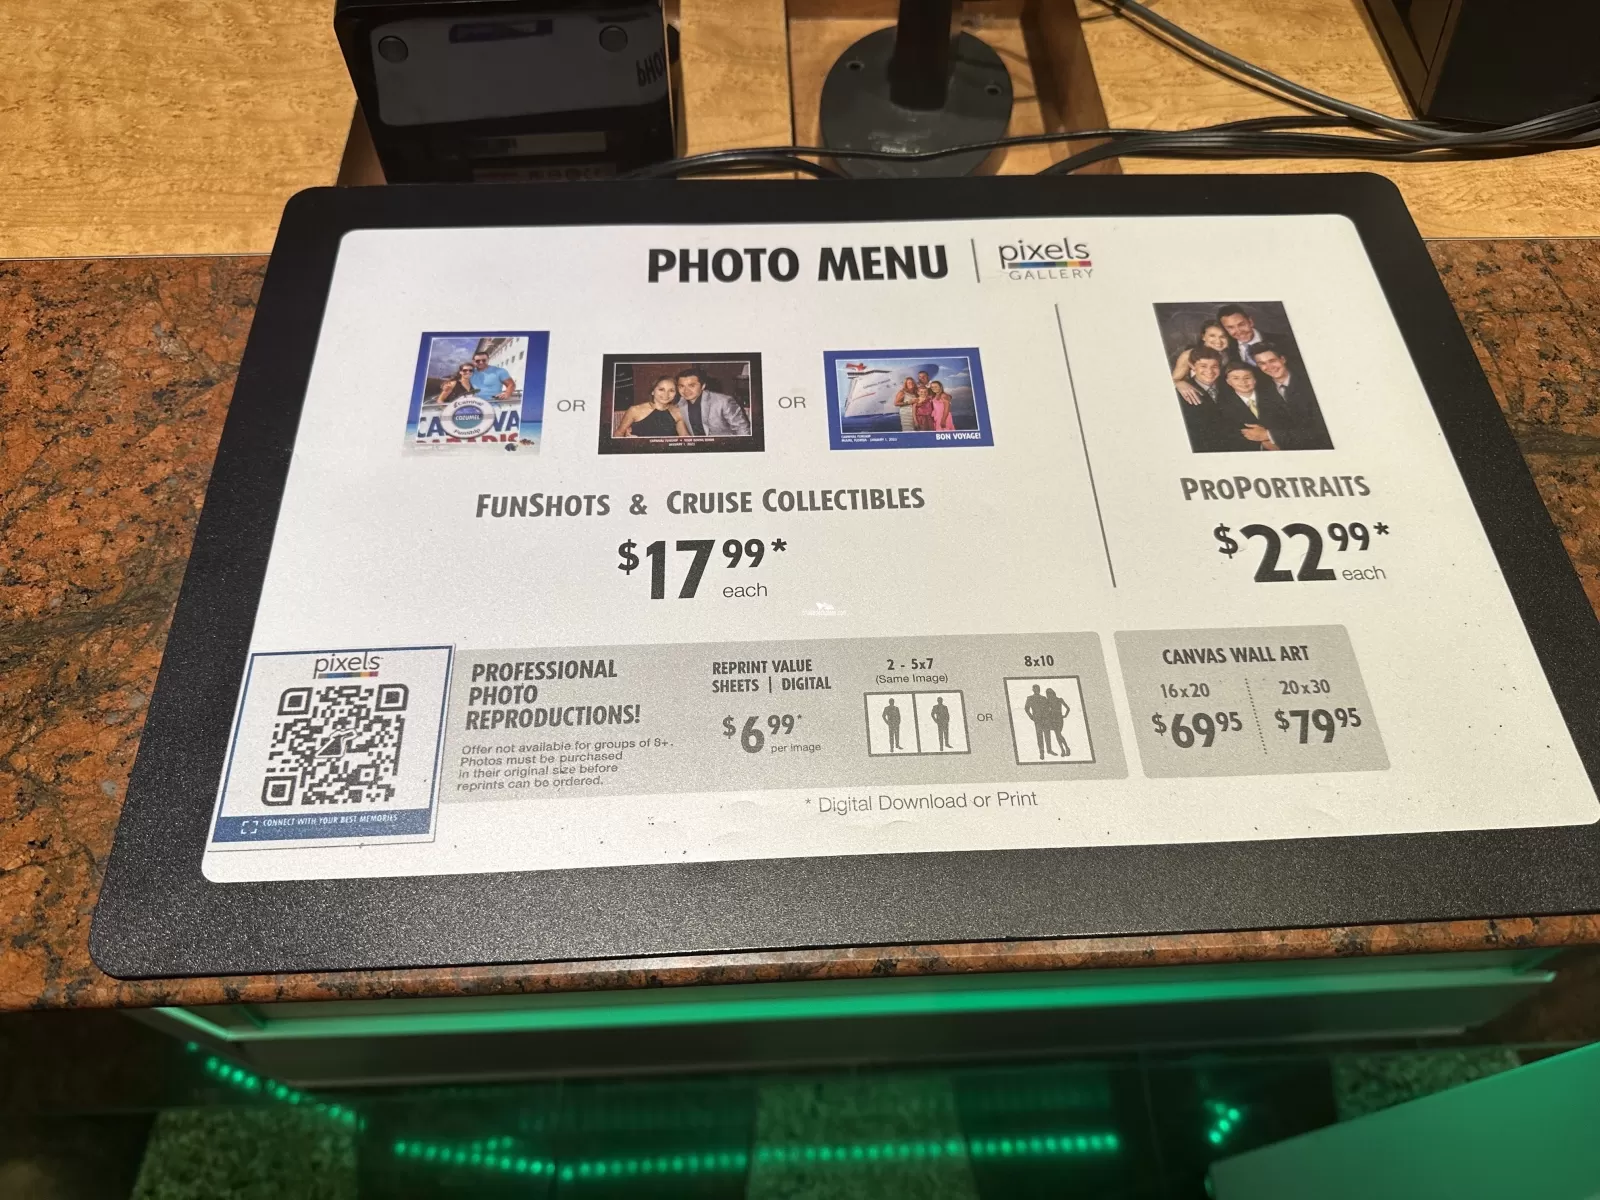 PHOTO MENU
pixels
GALLERY
OR
OR
BON VOYAGE!
COZUMEL
FUNSHOTS & CRUISE COLLECTIBLES
$17 99*
each
PROPORTRAITS
$22 99*
each
pixels
CONNECT WITH YOUR BEST MEMORIES
PROFESSIONAL
PHOTO
REPRODUCTIONS!
Offer not available for groups of 8+.
Photos must be purchased
in their original size before
reprints can be ordered.
REPRINT VALUE
SHEETS | DIGITAL
$6 99*
per image
2 - 5x7
(Same Image)
OR
8x10
CANVAS WALL ART
16x20
$69 95
20x30
$79 95
* Digital Download or Print